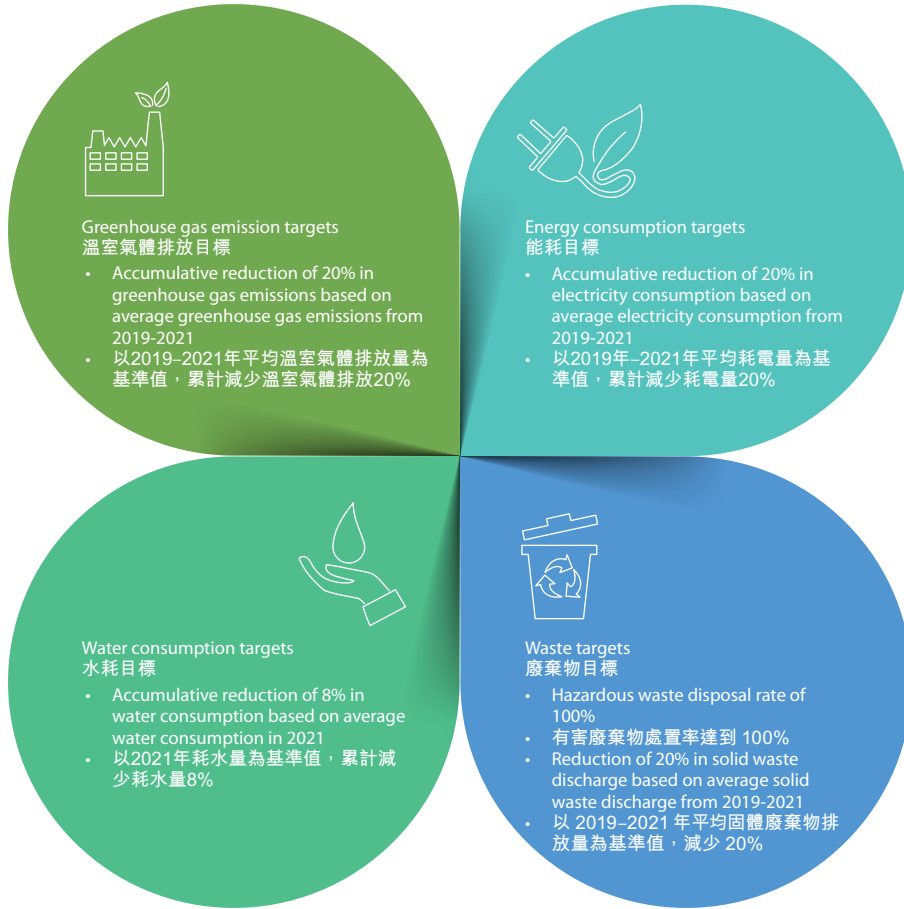 Greenhouse gas emission targets
溫室氣體排放目標
• Accumulative reduction of 20% in
greenhouse gas emissions based on
average greenhouse gas emissions from
2019-2021
• 以2019–2021年平均溫室氣體排放量為
基準值，累計減少溫室氣體排放20%
Energy consumption targets
能耗目標
• Accumulative reduction of 20% in
electricity consumption based on
average electricity consumption from
2019-2021
• 以2019年–2021年平均耗電量為基
準值，累計減少耗電量20%
Water consumption targets
水耗目標
• Accumulative reduction of 8% in
water consumption based on average
water consumption in 2021
• 以2021年耗水量為基準值，累計減
少耗水量8%
Waste targets
廢棄物目標
• Hazardous waste disposal rate of
100%
• 有害廢棄物處置率達到 100%
• Reduction of 20% in solid waste
discharge based on average solid
waste discharge from 2019-2021
• 以 2019–2021 年平均固體廢棄物排
放量為基準值，減少 20%